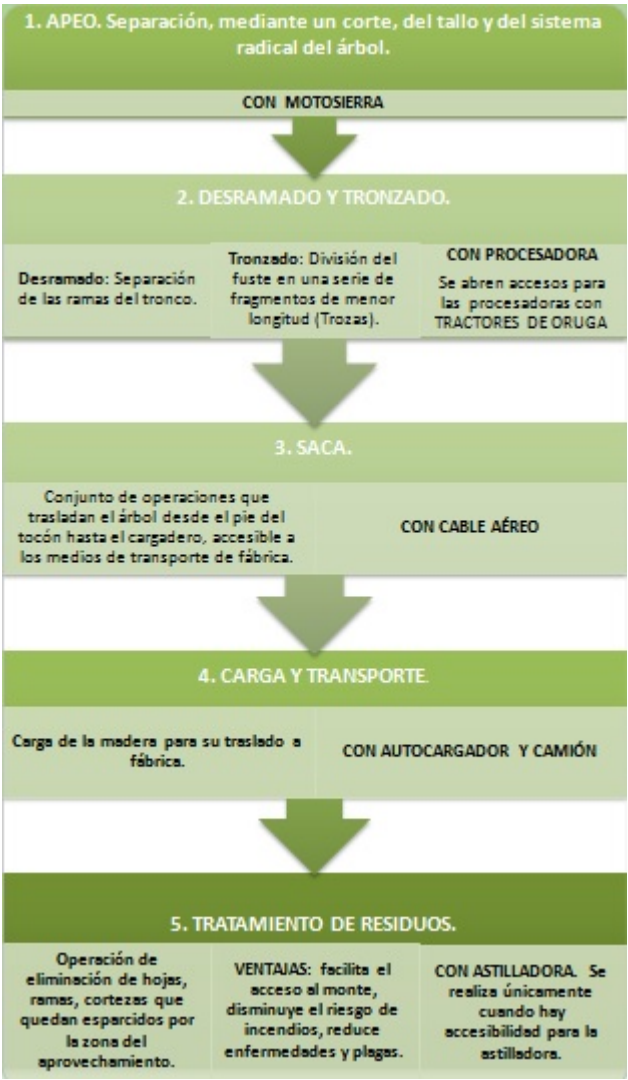 1. APEO. Separación, mediante un corte, del tallo y del sistema
radical del árbol.
CON MOTOSIERRA
2. DESRAMADO Y TRONZADO.
Desramado: Separación
de las ramas del tronco.
Tronzado: División del
fuste en una serie de
fragmentos de menor
longitud (Trozas).
CON PROCESADORA
Se abren accesos para
las procesadoras con
TRACTORES DE ORUGA
3. SACA.
Conjunto de operaciones que
trasladan el árbol desde el pie del
tocón hasta el cargadero, accesible a
los medios de transporte de fábrica.
CON CABLE AÉREO
4. CARGA Y TRANSPORTE.
Carga de la madera para su traslado a
fábrica.
CON AUTOCARGADOR Y CAMIÓN
5. TRATAMIENTO DE RESIDUOS.
Operación de
eliminación de hojas,
ramas, cortezas que
quedan esparcidos por
la zona del
aprovechamiento.
VENTAJAS: facilita el
acceso al monte,
disminuye el riesgo de
incendios, reduce
enfermedades y plagas.
CON ASTILLADORA. Se
realiza únicamente
cuando hay
accesibilidad para la
astilladora.